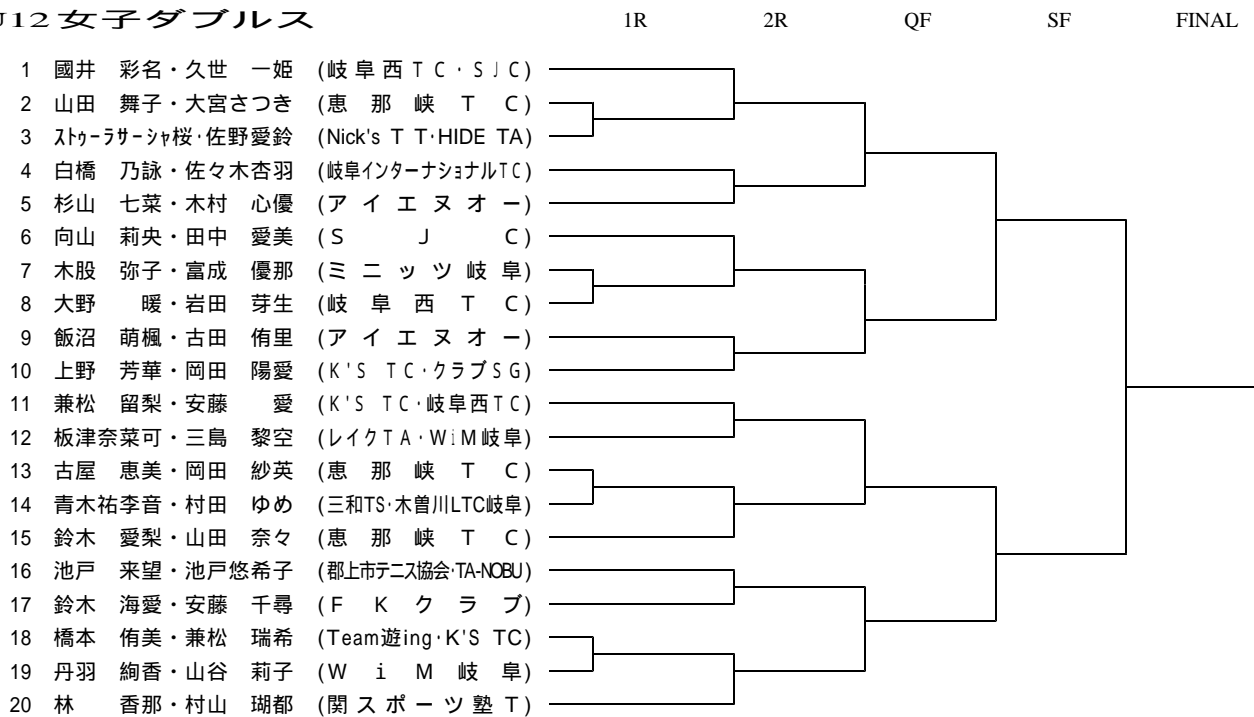 U12女子ダブルス 1R 2R QF SF FINAL
1 國井 彩名・久世 一姫 (岐阜西TC・SJC)
2 山田 舞子・大宮さつき (恵那峡TC)
3 ストゥーラサーシャ桜・佐野愛鈴 (Nick's TT・HIDE TA)
4 白橋 乃詠・佐々木杏羽 (岐阜インターナショナルTC)
5 杉山 七菜・木村 心優 (アイエヌオー)
6 向山 莉央・田中 愛美 (SJC)
7 木股 弥子・富成 優那 (ミニッツ岐阜)
8 大野 暖・岩田 芽生 (岐阜西TC)
9 飯沼 萌楓・古田 侑里 (アイエヌオー)
10 上野 芳華・岡田 陽愛 (K'S TC・クラブSG)
11 兼松 留梨・安藤 愛 (K'S TC・岐阜西TC)
12 板津奈菜可・三島 黎空 (レイクTA・WiM岐阜)
13 古屋 恵美・岡田 紗英 (恵那峡TC)
14 青木祐李音・村田 ゆめ (三和TS・木曽川LTC岐阜)
15 鈴木 愛梨・山田 奈々 (恵那峡TC)
16 池戸 来望・池戸悠希子 (郡上市テニス協会・TA-NOBU)
17 鈴木 海愛・安藤 千尋 (FKクラブ)
18 橋本 侑美・兼松 瑞希 (Team遊ing・K'S TC)
19 丹羽 絢香・山谷 莉子 (WiM岐阜)
20 林 香那・村山 瑚都 (関スポーツ塾T)